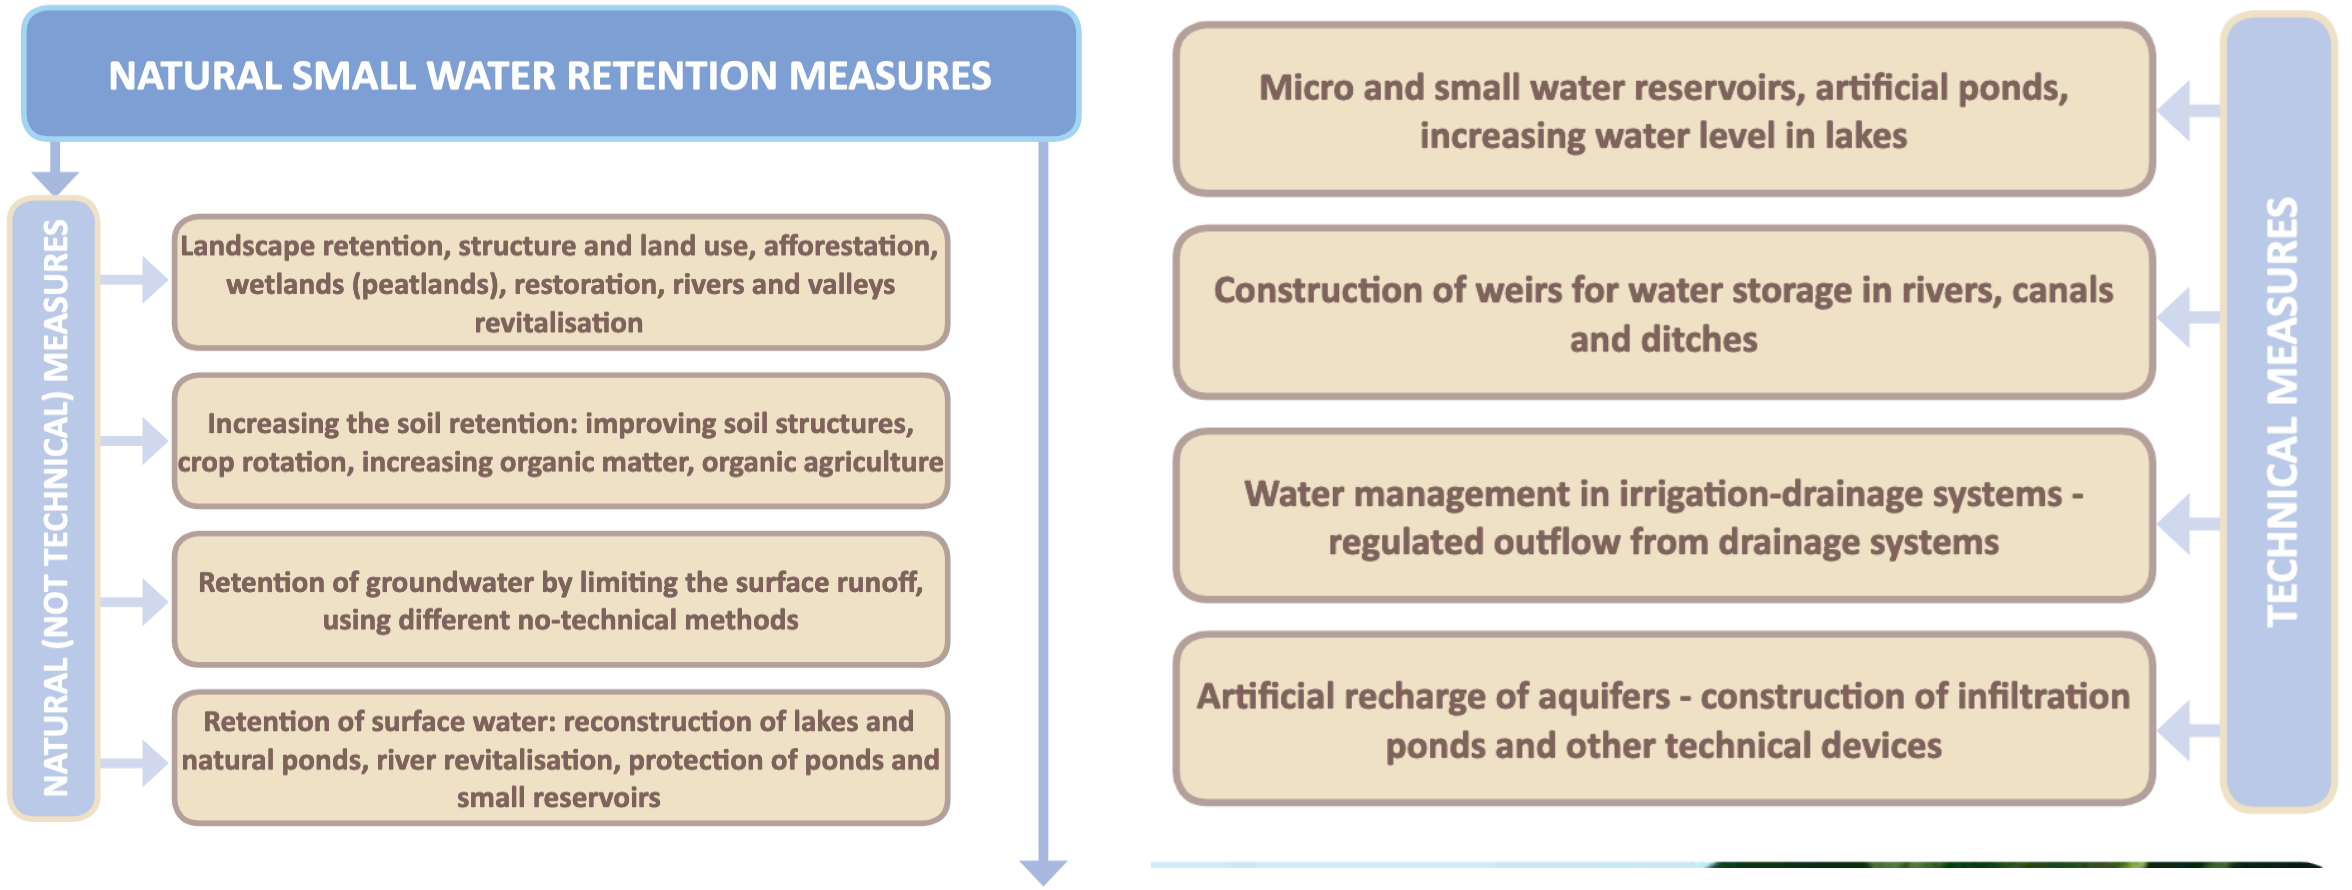 NATURAL SMALL WATER RETENTION MEASURES
NATURAL (NOT TECHNICAL) MEASURES
Landscape retention, structure and land use, afforestation,
wetlands (peatlands), restoration, rivers and valleys
revitalisation
Increasing the soil retention: improving soil structures,
crop rotation, increasing organic matter, organic agriculture
Retention of groundwater by limiting the surface runoff,
using different no-technical methods
Retention of surface water: reconstruction of lakes and
natural ponds, river revitalisation, protection of ponds and
small reservoirs
TECHNICAL MEASURES
Micro and small water reservoirs, artificial ponds,
increasing water level in lakes
Construction of weirs for water storage in rivers, canals
and ditches
Water management in irrigation-drainage systems -
regulated outflow from drainage systems
Artificial recharge of aquifers - construction of infiltration
ponds and other technical devices